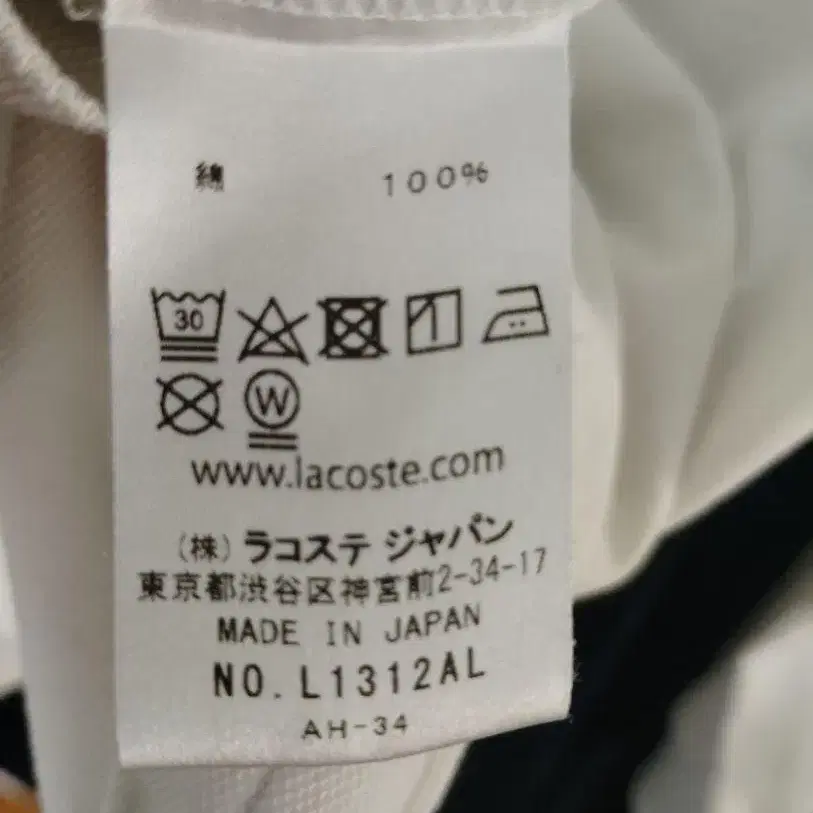 綿 100%
30
W
www.lacoste.com
(株) ラコステ ジャパン
東京都渋谷区神宮前2-34-17
MADE IN JAPAN
NO. L1312AL
AH-34